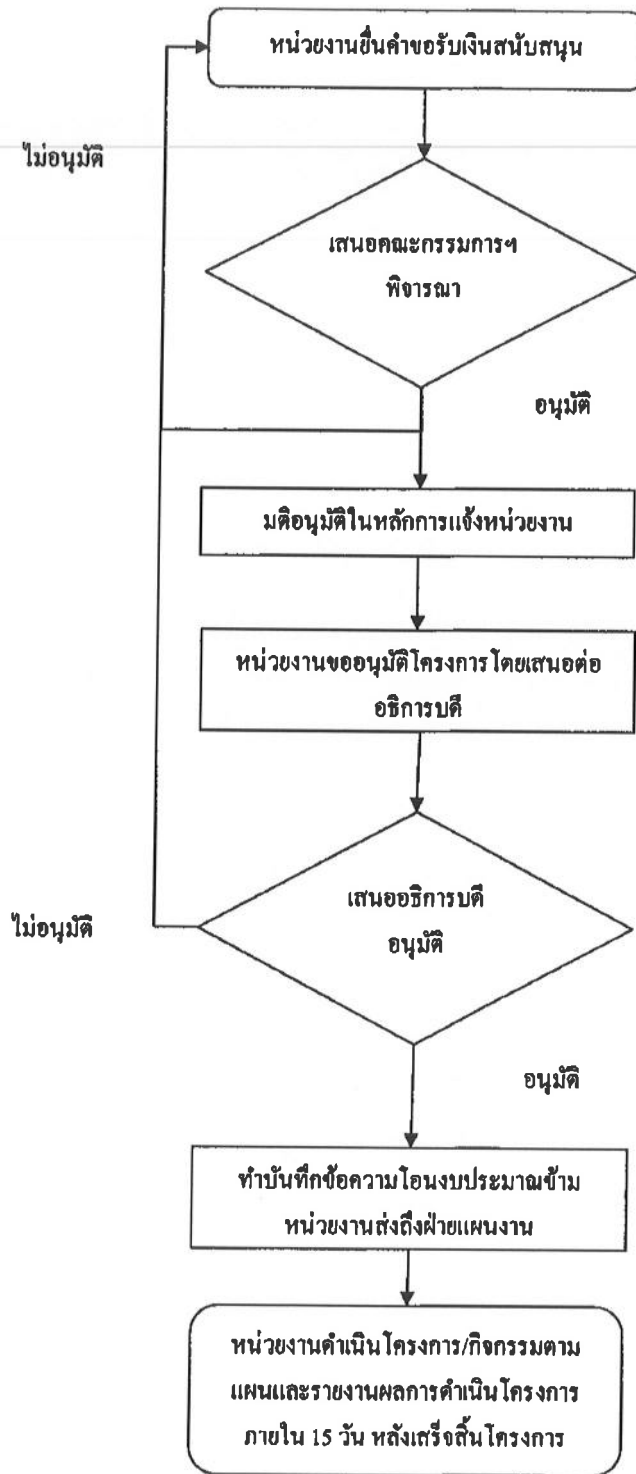 หน่วยงานยื่นคำขอรับเงินสนับสนุน
ไม่อนุมัติ
เสนอคณะกรรมการฯ
พิจารณา
อนุมัติ
มติอนุมัติในหลักการแจ้งหน่วยงาน
หน่วยงานขออนุมัติโครงการโดยเสนอต่อ
อธิการบดี
เสนออธิการบดี
อนุมัติ
ไม่อนุมัติ
อนุมัติ
ทำบันทึกข้อความโอนงบประมาณข้าม
หน่วยงานส่งถึงฝ่ายแผนงาน
หน่วยงานดำเนินโครงการ/กิจกรรมตาม
แผนและรายงานผลการดำเนินโครงการ
ภายใน 15 วัน หลังเสร็จสิ้นโครงการ